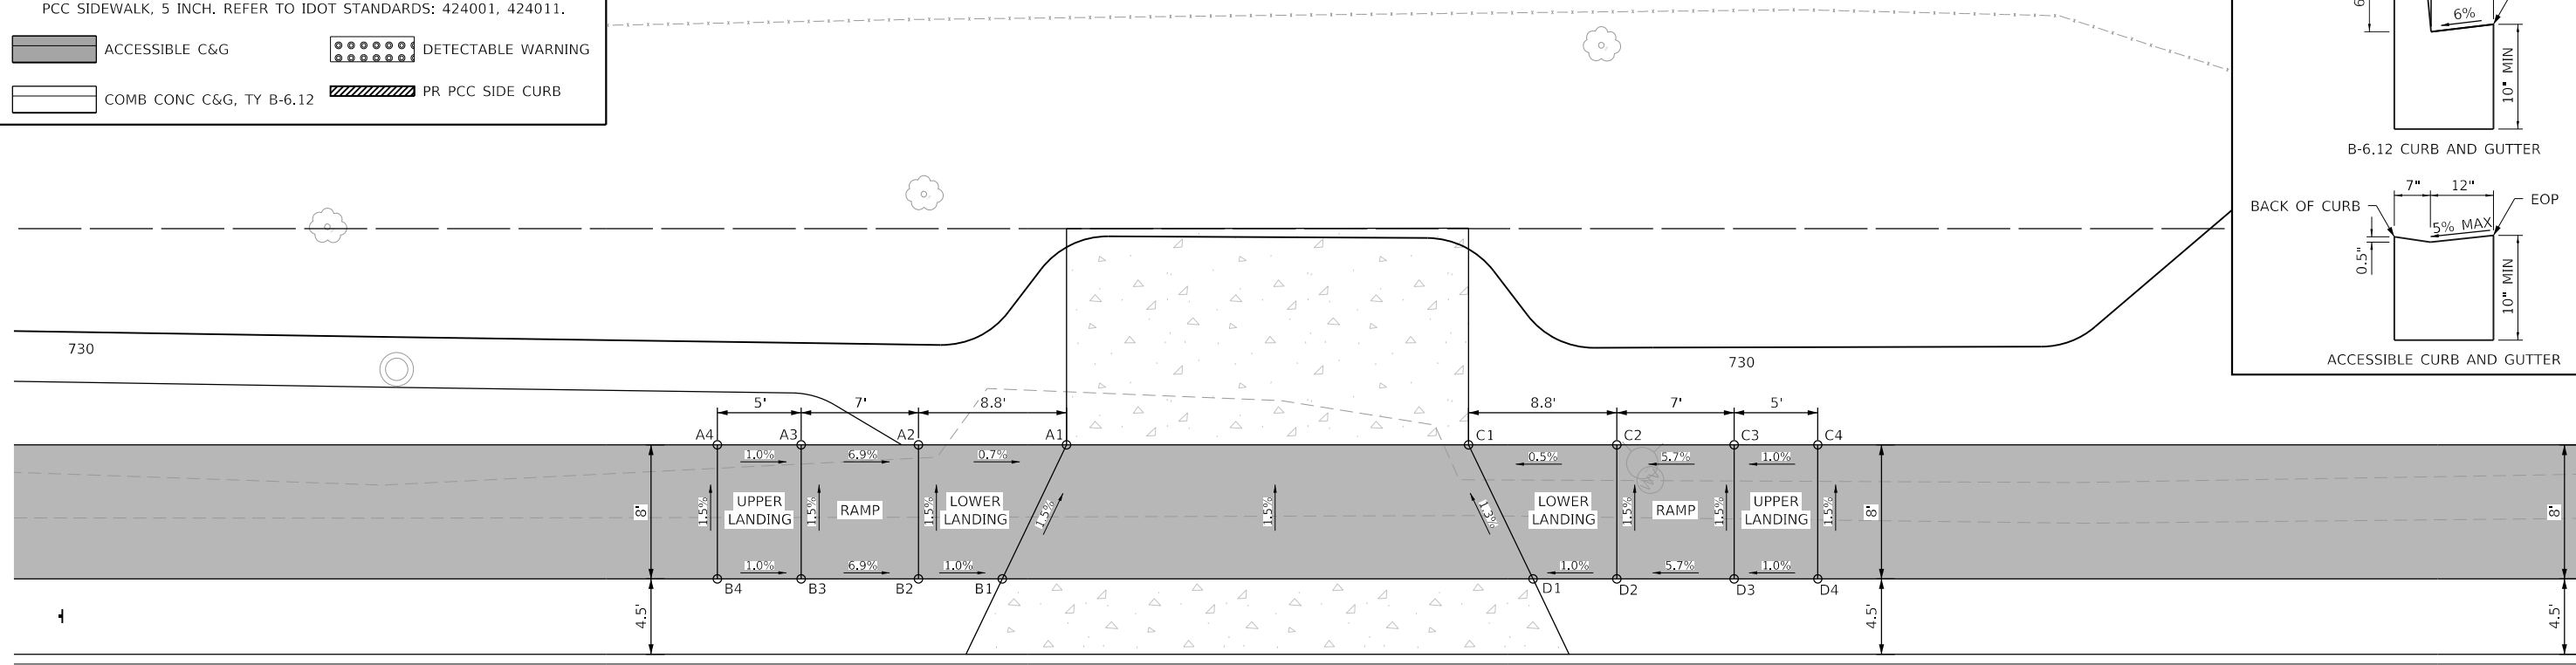 PCC SIDEWALK, 5 INCH. REFER TO IDOT STANDARDS: 424001, 424011.
ACCESSIBLE C&G
DETECTABLE WARNING
COMB CONC C&G, TY B-6.12
PR PCC SIDE CURB
6%
10" MIN
B-6.12 CURB AND GUTTER
7"
12"
BACK OF CURB
EOP
5% MAX
0.5"
10" MIN
ACCESSIBLE CURB AND GUTTER
730
730
5'
7'
8.8'
8.8'
7'
5'
A4
A3
A2
A1
C1
C2
C3
C4
1.0%
6.9%
0.7%
0.5%
5.7%
1.0%
8'
1.5%
UPPER
LANDING
1.5%
RAMP
1.5%
LOWER
LANDING
1.5%
1.5%
1.3%
LOWER
LANDING
1.5%
RAMP
1.5%
UPPER
LANDING
1.5%
8'
8'
1.0%
6.9%
1.0%
1.0%
5.7%
1.0%
B4
B3
B2
B1
D1
D2
D3
D4
4.5'
4.5'
4.5'